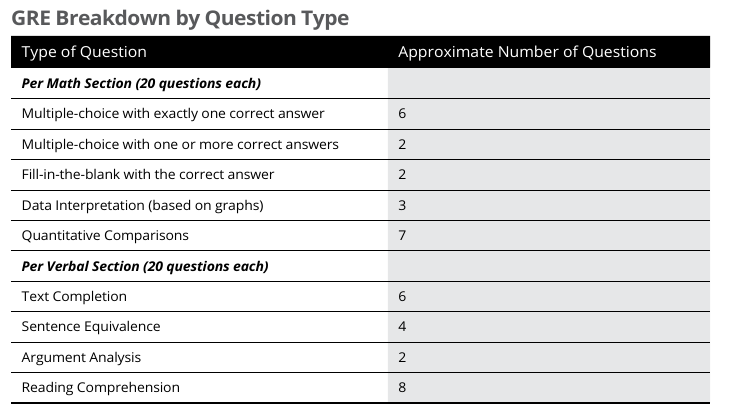 GRE Breakdown by Question Type
Type of Question Approximate Number of Questions
Per Math Section (20 questions each)
Multiple-choice with exactly one correct answer 6
Multiple-choice with one or more correct answers 2
Fill-in-the-blank with the correct answer 2
Data Interpretation (based on graphs) 3
Quantitative Comparisons 7
Per Verbal Section (20 questions each)
Text Completion 6
Sentence Equivalence 4
Argument Analysis 2
Reading Comprehension 8